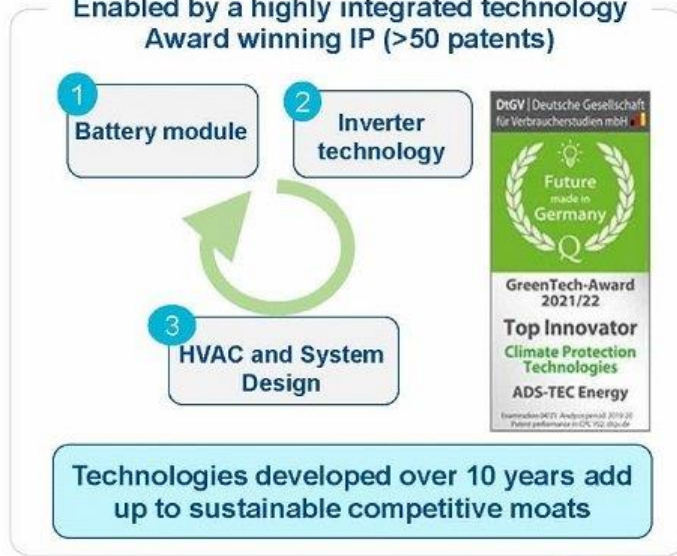 Enabled by a highly integrated technology
Award winning IP (>50 patents)
1
Battery module
2
Inverter
technology
3
HVAC and System
Design
DtGV | Deutsche Gesellschaft
für Verbraucherstudien mbH
Future
made in
Germany
Q
GreenTech-Award
2021/22
Top Innovator
Climate Protection
Technologies
ADS-TEC Energy
Technologies developed over 10 years add
up to sustainable competitive moats